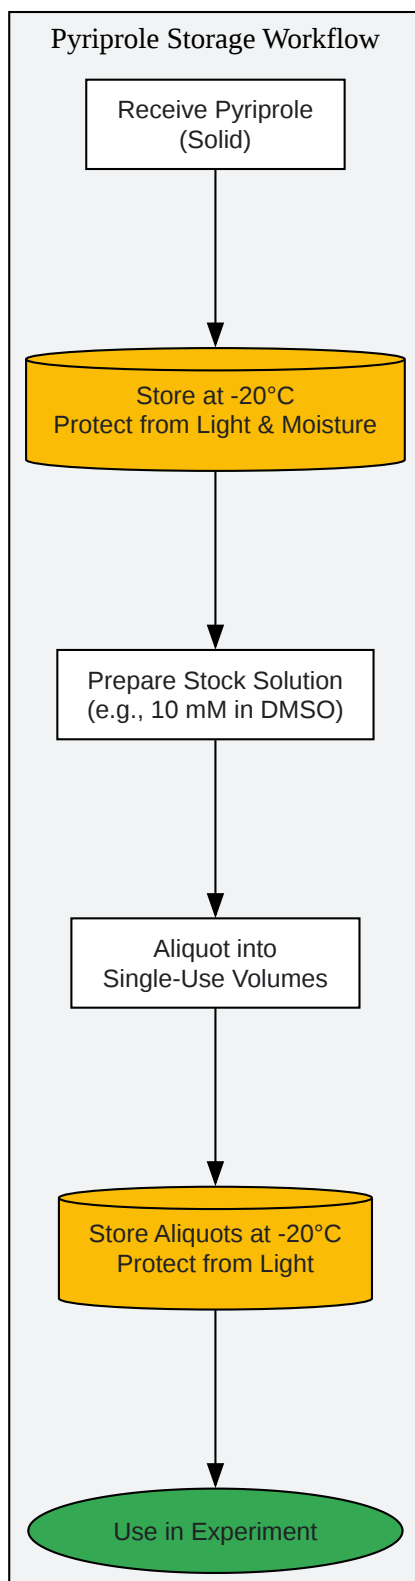 Pyriprole Storage Workflow
Receive Pyriprole
(Solid)
Store at -20°C
Protect from Light & Moisture
Prepare Stock Solution
(e.g., 10 mM in DMSO)
Aliquot into
Single-Use Volumes
Store Aliquots at -20°C
Protect from Light
Use in Experiment